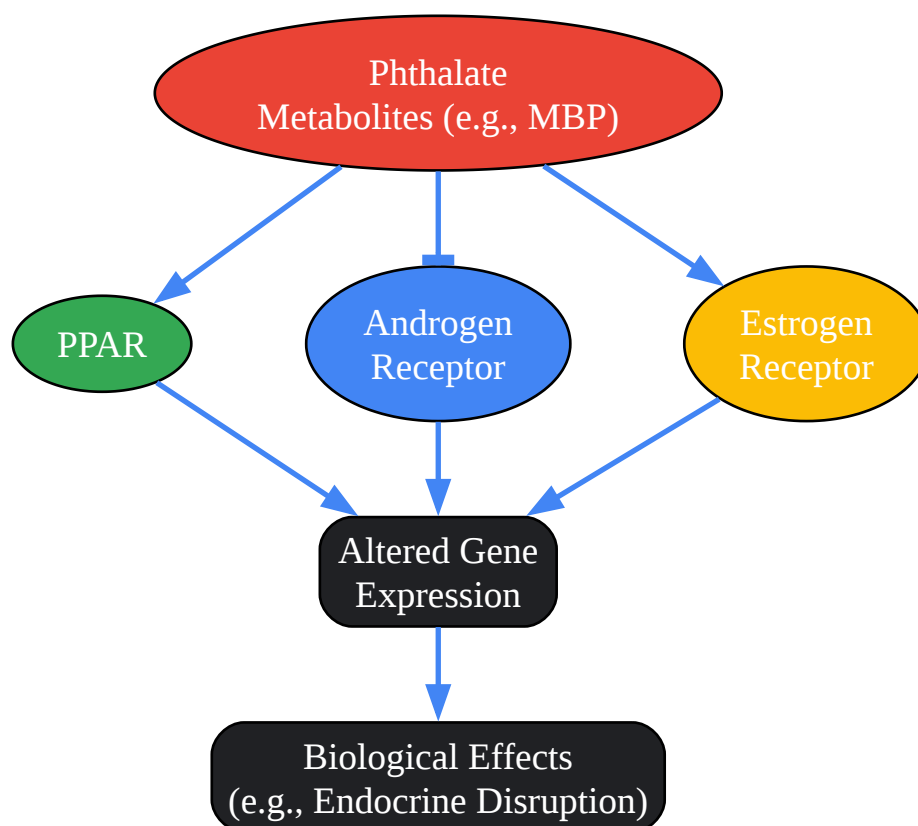 Phthalate
Metabolites (e.g., MBP)
PPAR
Androgen
Receptor
Estrogen
Receptor
Altered Gene
Expression
Biological Effects
(e.g., Endocrine Disruption)